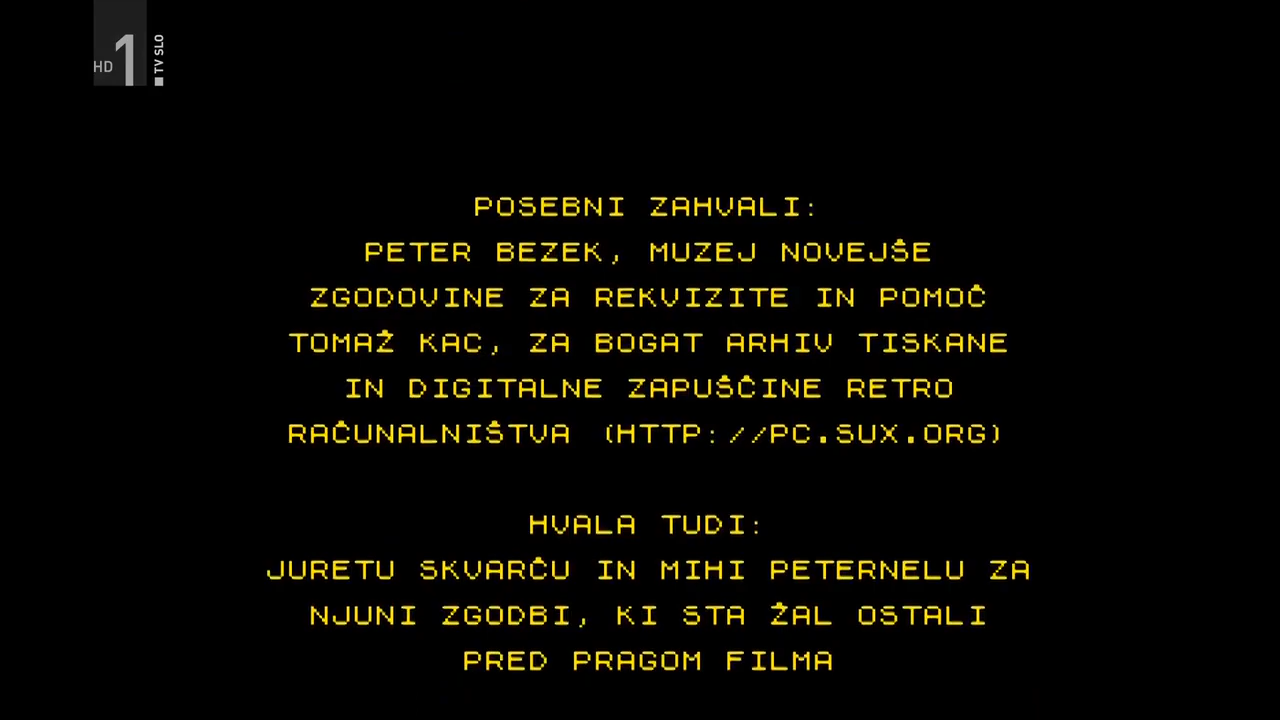 HD 1
TV SLO
POSEBNI ZAHVALI:
PETER BEZEK, MUZEJ NOVEJŠE
ZGODOVINE ZA REKVIZITE IN POMOČ
TOMAŽ KAC, ZA BOGAT ARHIV TISKANE
IN DIGITALNE ZAPUŠČINE RETRO
RAČUNALNIŠTVA (HTTP://PC.SUX.ORG)
HVALA TUDI:
JURETU SKVARČU IN MIHI PETERNELU ZA
NJUNI ZGODBI, KI STA ŽAL OSTALI
PRED PRAGOM FILMA